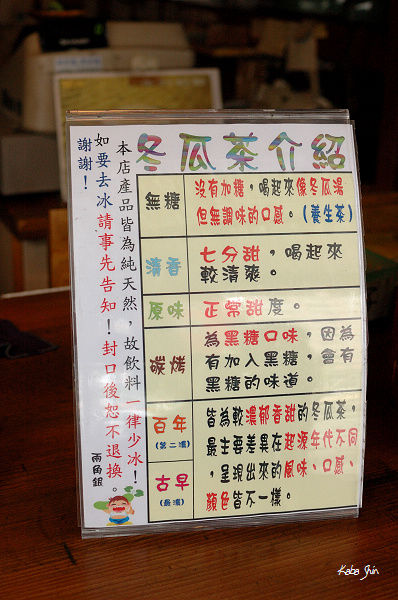 冬瓜茶介紹
無糖
沒有加糖，喝起來像冬瓜湯
但無調味的口感。(養生茶)
清香
七分甜，喝起來
較清爽。
原味
正常甜度。
碳烤
為黑糖口味，因為
有加入黑糖，會有
黑糖的味道。
百年
(第二濃)
古早
(最濃)
皆為較濃郁香甜的冬瓜茶，
最主要差異在起源年代不同
，呈現出來的風味、口感、
顏色皆不一樣。
本店產品皆為純天然，故飲料一律少冰！
如要去冰請事先告知！封口後恕不退換。
謝謝！
兩角銀
Kaba Shin